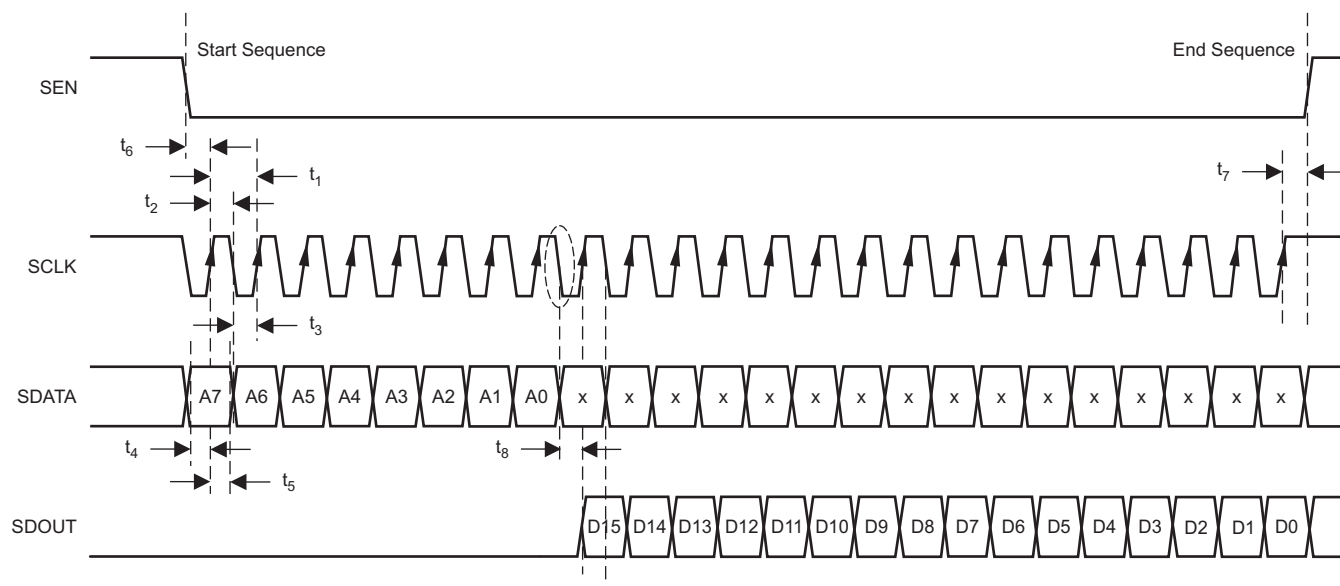 Start Sequence
End Sequence
SEN
t6
t1
t7
t2
SCLK
t3
SDATA
A7 A6 A5 A4 A3 A2 A1 A0 x x x x x x x x x x x x x x x x
t4
t8
t5
SDOUT
D15 D14 D13 D12 D11 D10 D9 D8 D7 D6 D5 D4 D3 D2 D1 D0